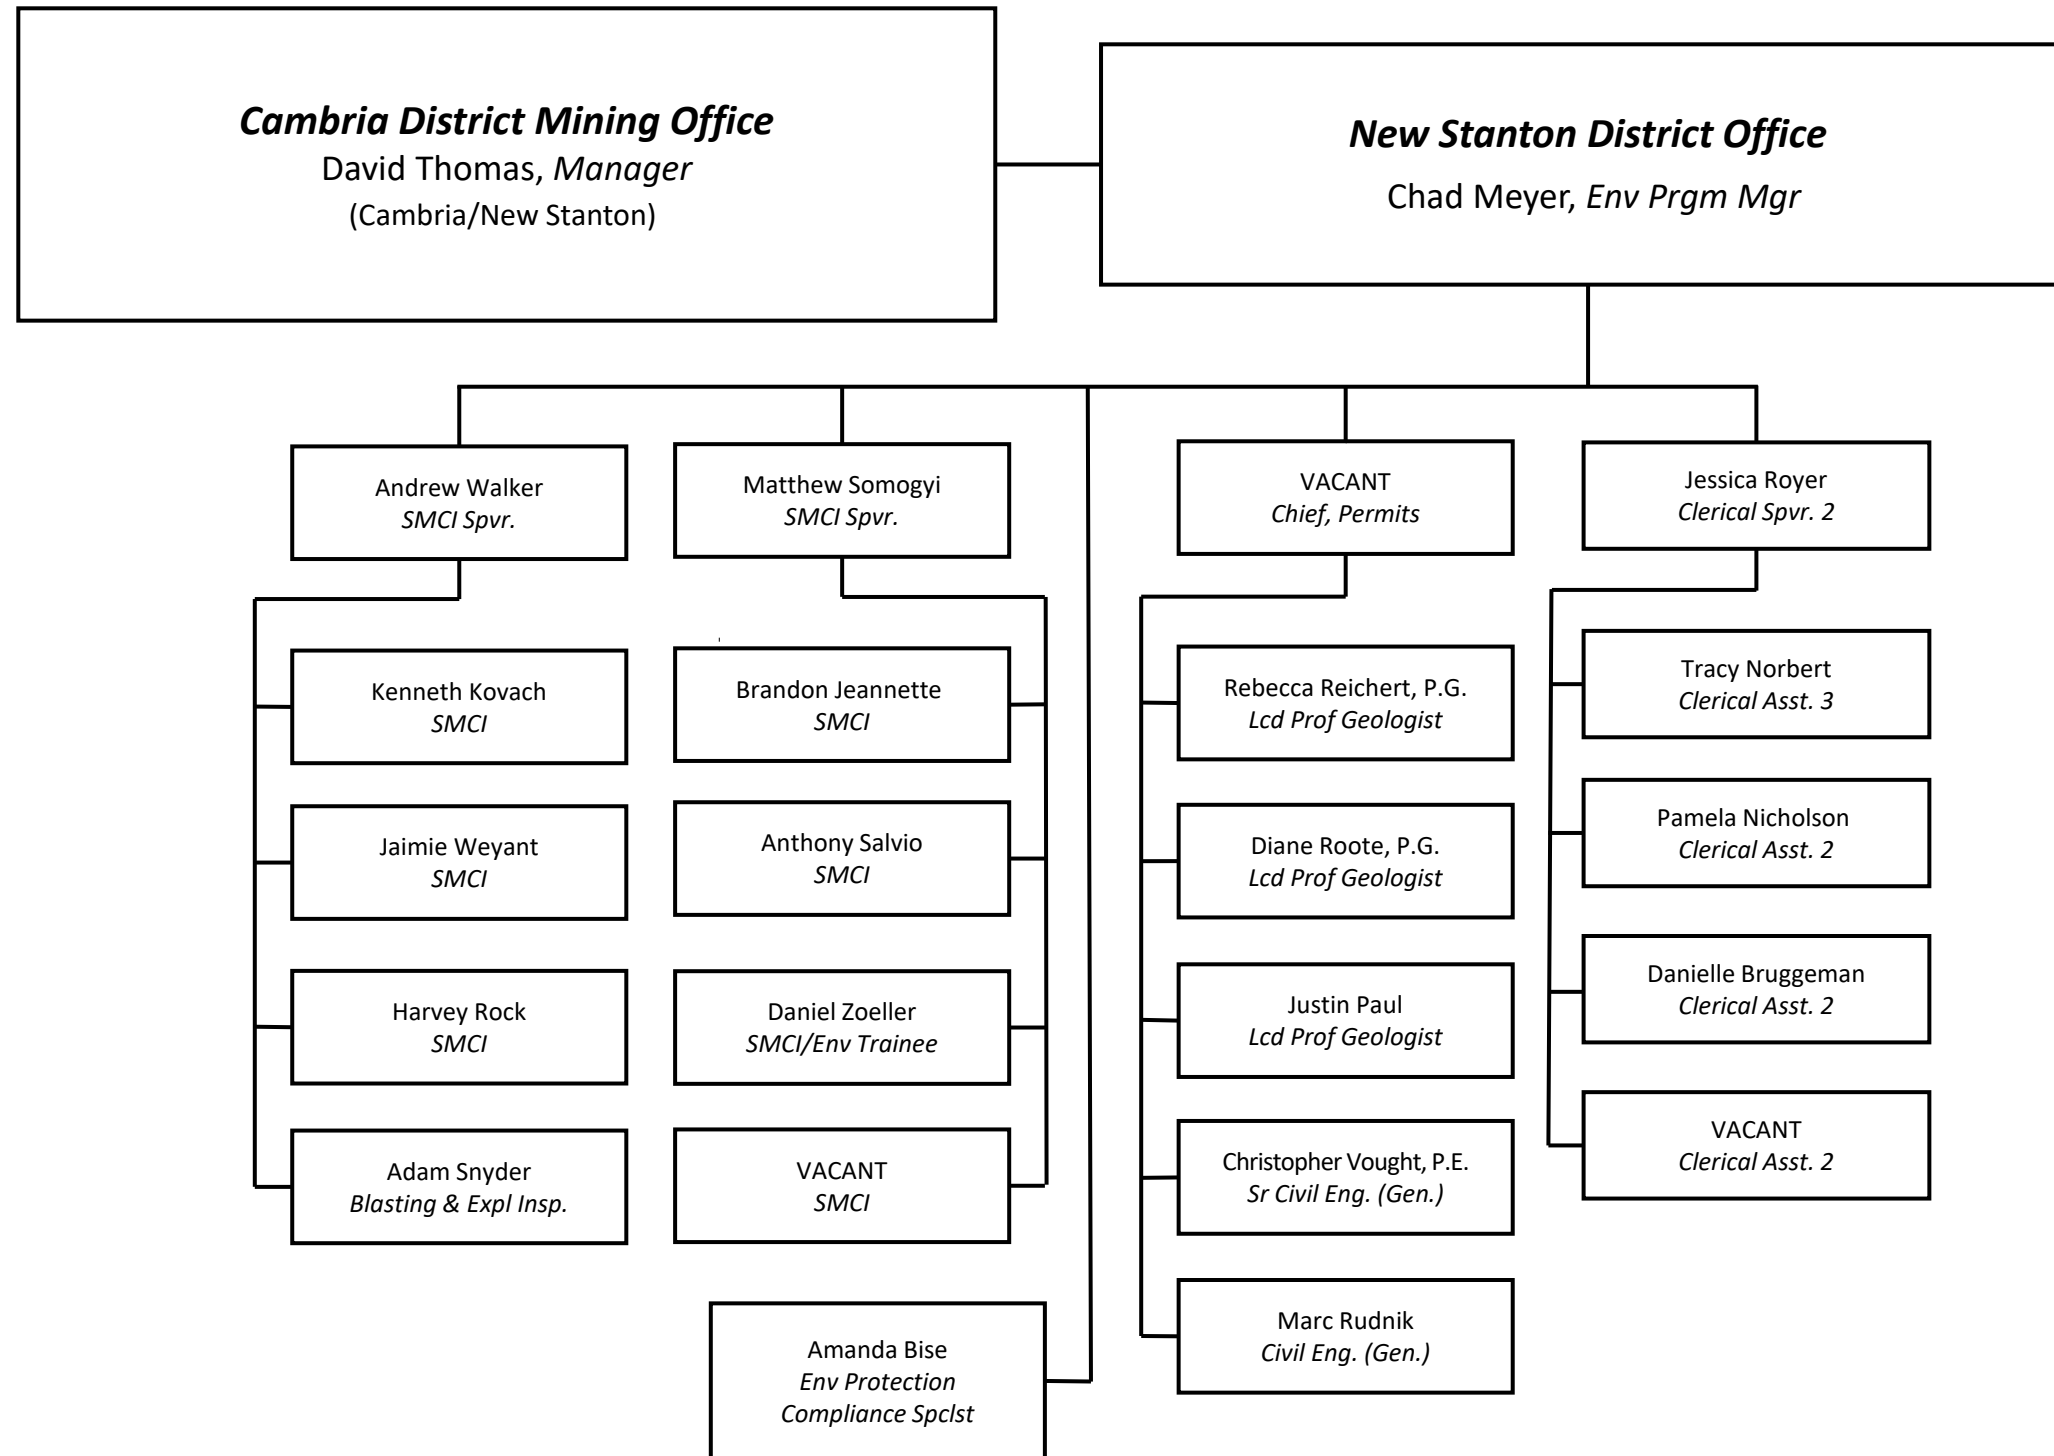 Cambria District Mining Office
David Thomas, Manager
(Cambria/New Stanton)
New Stanton District Office
Chad Meyer, Env Prgm Mgr
Andrew Walker
SMCI Spvr.
Matthew Somogyi
SMCI Spvr.
VACANT
Chief, Permits
Jessica Royer
Clerical Spvr. 2
Kenneth Kovach
SMCI
Jaimie Weyant
SMCI
Harvey Rock
SMCI
Adam Snyder
Blasting & Expl Insp.
Brandon Jeannette
SMCI
Anthony Salvio
SMCI
Daniel Zoeller
SMCI/Env Trainee
VACANT
SMCI
Amanda Bise
Env Protection
Compliance Spclst
Rebecca Reichert, P.G.
Lcd Prof Geologist
Diane Roote, P.G.
Lcd Prof Geologist
Justin Paul
Lcd Prof Geologist
Christopher Vought, P.E.
Sr Civil Eng. (Gen.)
Marc Rudnik
Civil Eng. (Gen.)
Tracy Norbert
Clerical Asst. 3
Pamela Nicholson
Clerical Asst. 2
Danielle Bruggeman
Clerical Asst. 2
VACANT
Clerical Asst. 2